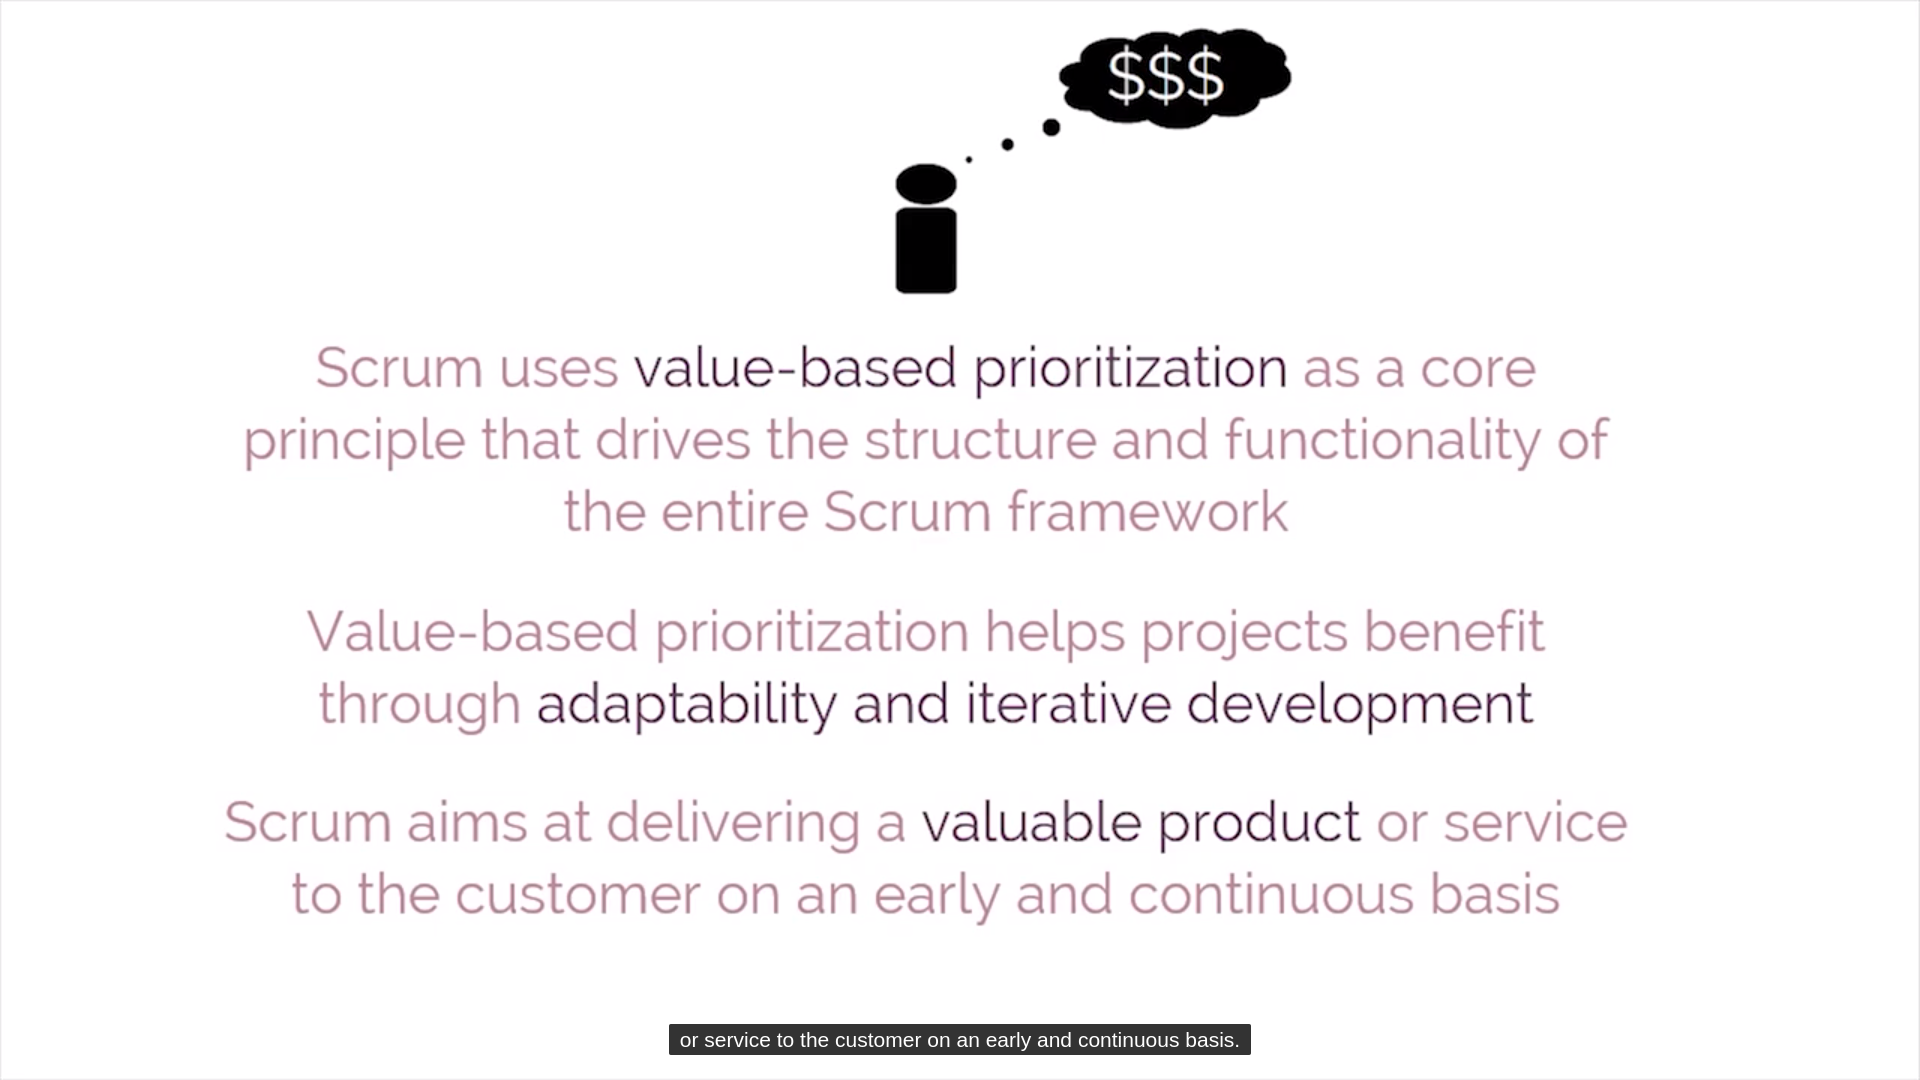 $$$
Scrum uses value-based prioritization as a core
principle that drives the structure and functionality of
the entire Scrum framework
Value-based prioritization helps projects benefit
through adaptability and iterative development
Scrum aims at delivering a valuable product or service
to the customer on an early and continuous basis
or service to the customer on an early and continuous basis.